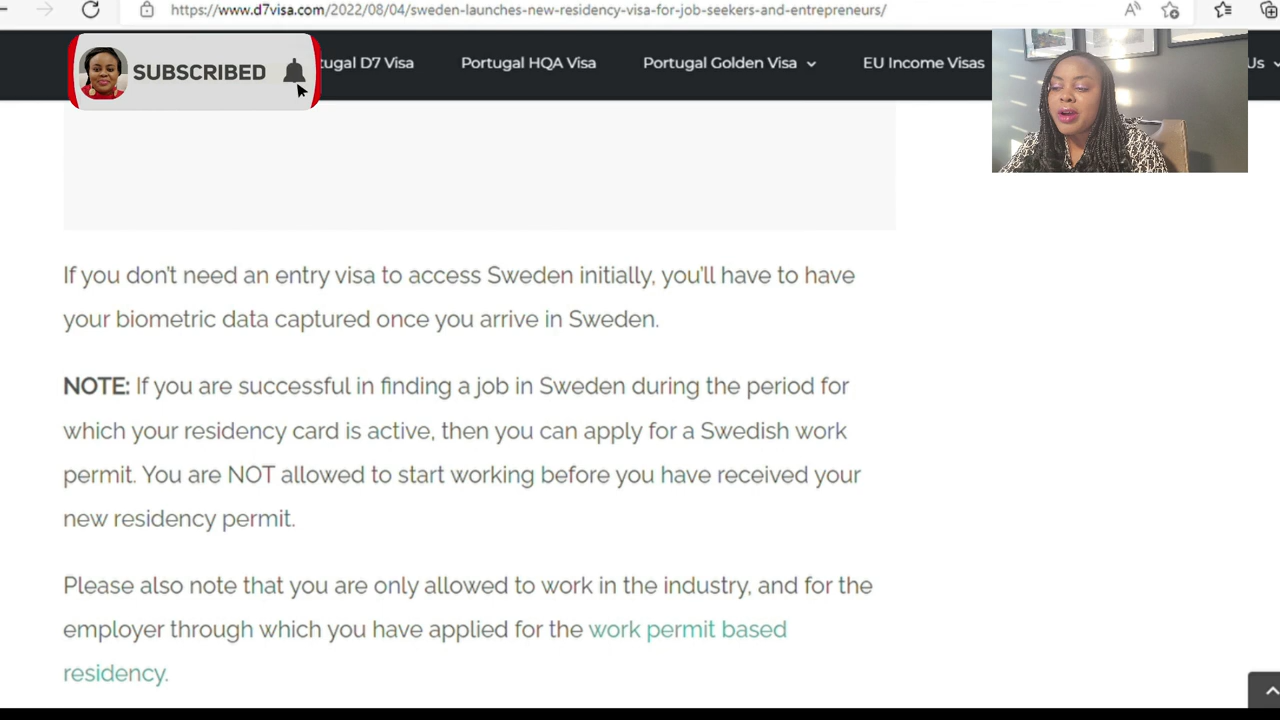 https://www.d7visa.com/2022/08/04/sweden-launches-new-residency-visa-for-job-seekers-and-entrepreneurs/
SUBSCRIBED
tugal D7 Visa
Portugal HQA Visa
Portugal Golden Visa
EU Income Visas
Us
If you don't need an entry visa to access Sweden initially, you'll have to have
your biometric data captured once you arrive in Sweden.
NOTE: If you are successful in finding a job in Sweden during the period for
which your residency card is active, then you can apply for a Swedish work
permit. You are NOT allowed to start working before you have received your
new residency permit.
Please also note that you are only allowed to work in the industry, and for the
employer through which you have applied for the work permit based
residency.